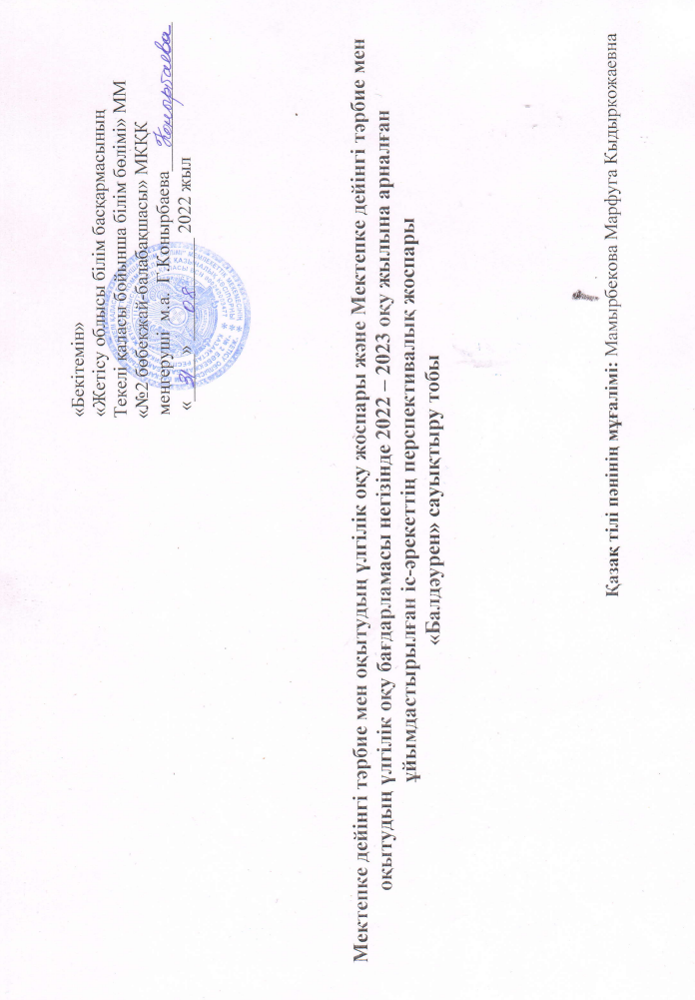 «Бекітемін»
«Жетісу облысы білім басқармасының
Текелі қаласы бойынша білім бөлімі» ММ
«№2 бөбекжай-балабақшасы» МКҚК
меңгеруші м.а. Г.Конырбаева Конырбаева
« 31 » 08 2022 жыл
Мектепке дейінгі тәрбие мен оқытудың үлгілік оқу жоспары және Мектепке дейінгі тәрбие мен
оқытудың үлгілік оқу бағдарламасы негізінде 2022 – 2023 оқу жылына арналған
ұйымдастырылған іс-әрекеттің перспективалық жоспары
«Балдәурен» сауықтыру тобы
Қазақ тілі пәнінің мұғалімі: Мамырбекова Марфуга Кыдыркожаевна